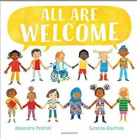 ALL ARE
WELCOME
Alexandra Penfold
Suzanne Kaufman